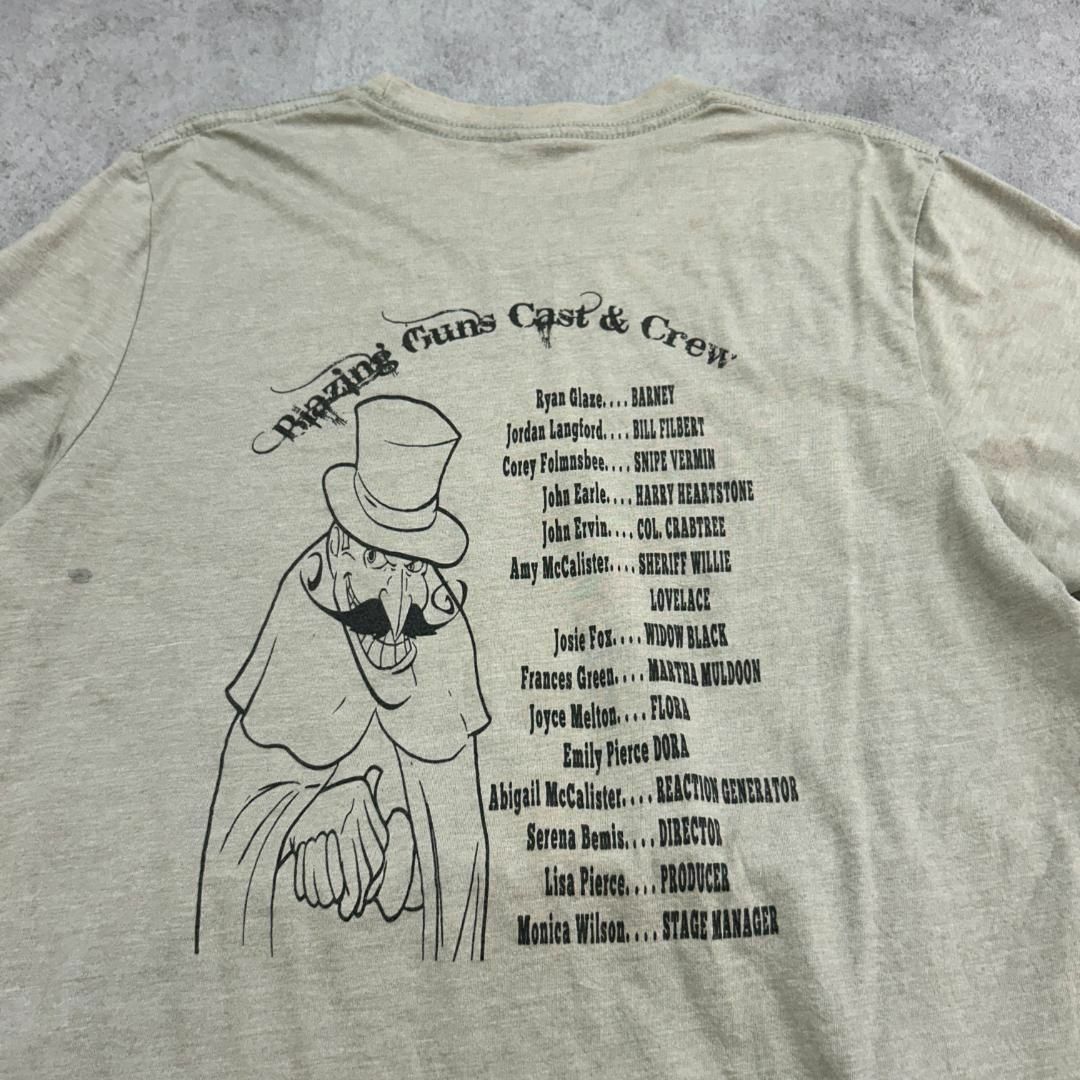 Blazing Guns Cast & Crew
Ryan Glaze.... BARNEY
Jordan Langford.... BILL FILBERT
Corey Folmnsbee.... SNIPE VERMIN
John Earle.... HARRY HEARTSTONE
John Ervin.... COL. CRABTREE
Amy McCalister.... SHERIFF WILLIE
LOVELACE
Josie Fox.... WIDOW BLACK
Frances Green.... MARTHA MULDOON
Joyce Melton.... FLORA
Emily Pierce DORA
Abigail McCalister.... REACTION GENERATOR
Serena Bemis.... DIRECTOR
Lisa Pierce.... PRODUCER
Monica Wilson.... STAGE MANAGER